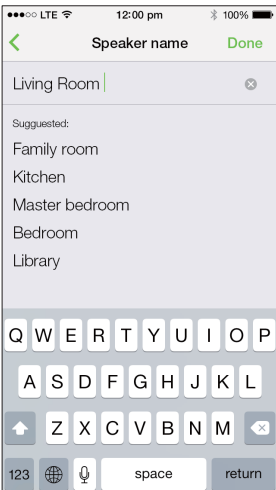 LTE 12:00 pm 100%
Speaker name Done
Living Room
Sugguested:
Family room
Kitchen
Master bedroom
Bedroom
Library
Q W E R T Y U I O P
A S D F G H J K L
Z X C V B N M
123 space return